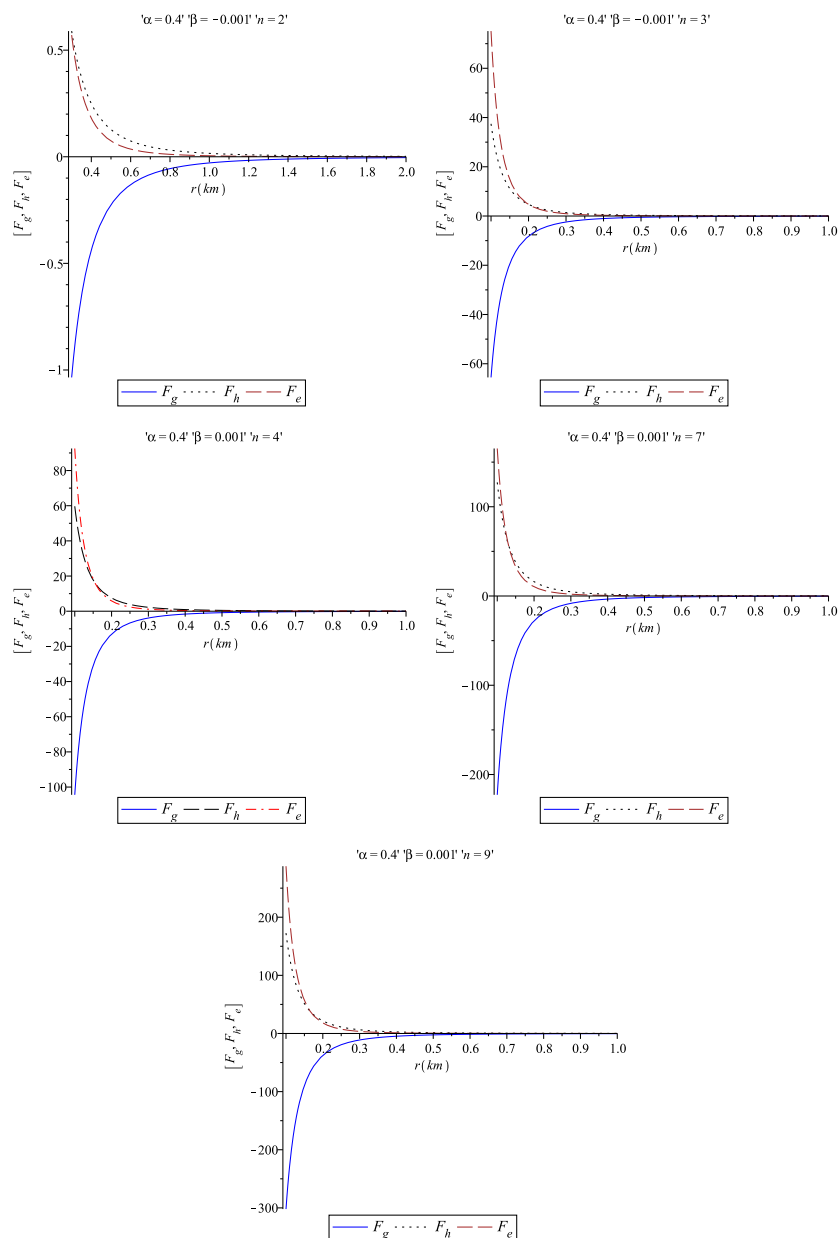 'α = 0.4' 'β = −0.001' 'n = 2'
0.5
0
−0.5
−1
0.4 0.6 0.8 1.0 1.2 1.4 1.6 1.8 2.0
r(km)
[F_g, F_h, F_e]
F_g F_h F_e
'α = 0.4' 'β = −0.001' 'n = 3'
60
40
20
0
−20
−40
−60
0.2 0.3 0.4 0.5 0.6 0.7 0.8 0.9 1.0
r(km)
[F_g, F_h, F_e]
F_g F_h F_e
'α = 0.4' 'β = 0.001' 'n = 4'
80
60
40
20
0
−20
−40
−60
−80
−100
0.2 0.3 0.4 0.5 0.6 0.7 0.8 0.9 1.0
r(km)
[F_g, F_h, F_e]
F_g F_h F_e
'α = 0.4' 'β = 0.001' 'n = 7'
100
0
−100
−200
0.2 0.3 0.4 0.5 0.6 0.7 0.8 0.9 1.0
r(km)
[F_g, F_h, F_e]
F_g F_h F_e
'α = 0.4' 'β = 0.001' 'n = 9'
200
100
0
−100
−200
−300
0.2 0.3 0.4 0.5 0.6 0.7 0.8 0.9 1.0
r(km)
[F_g, F_h, F_e]
F_g F_h F_e